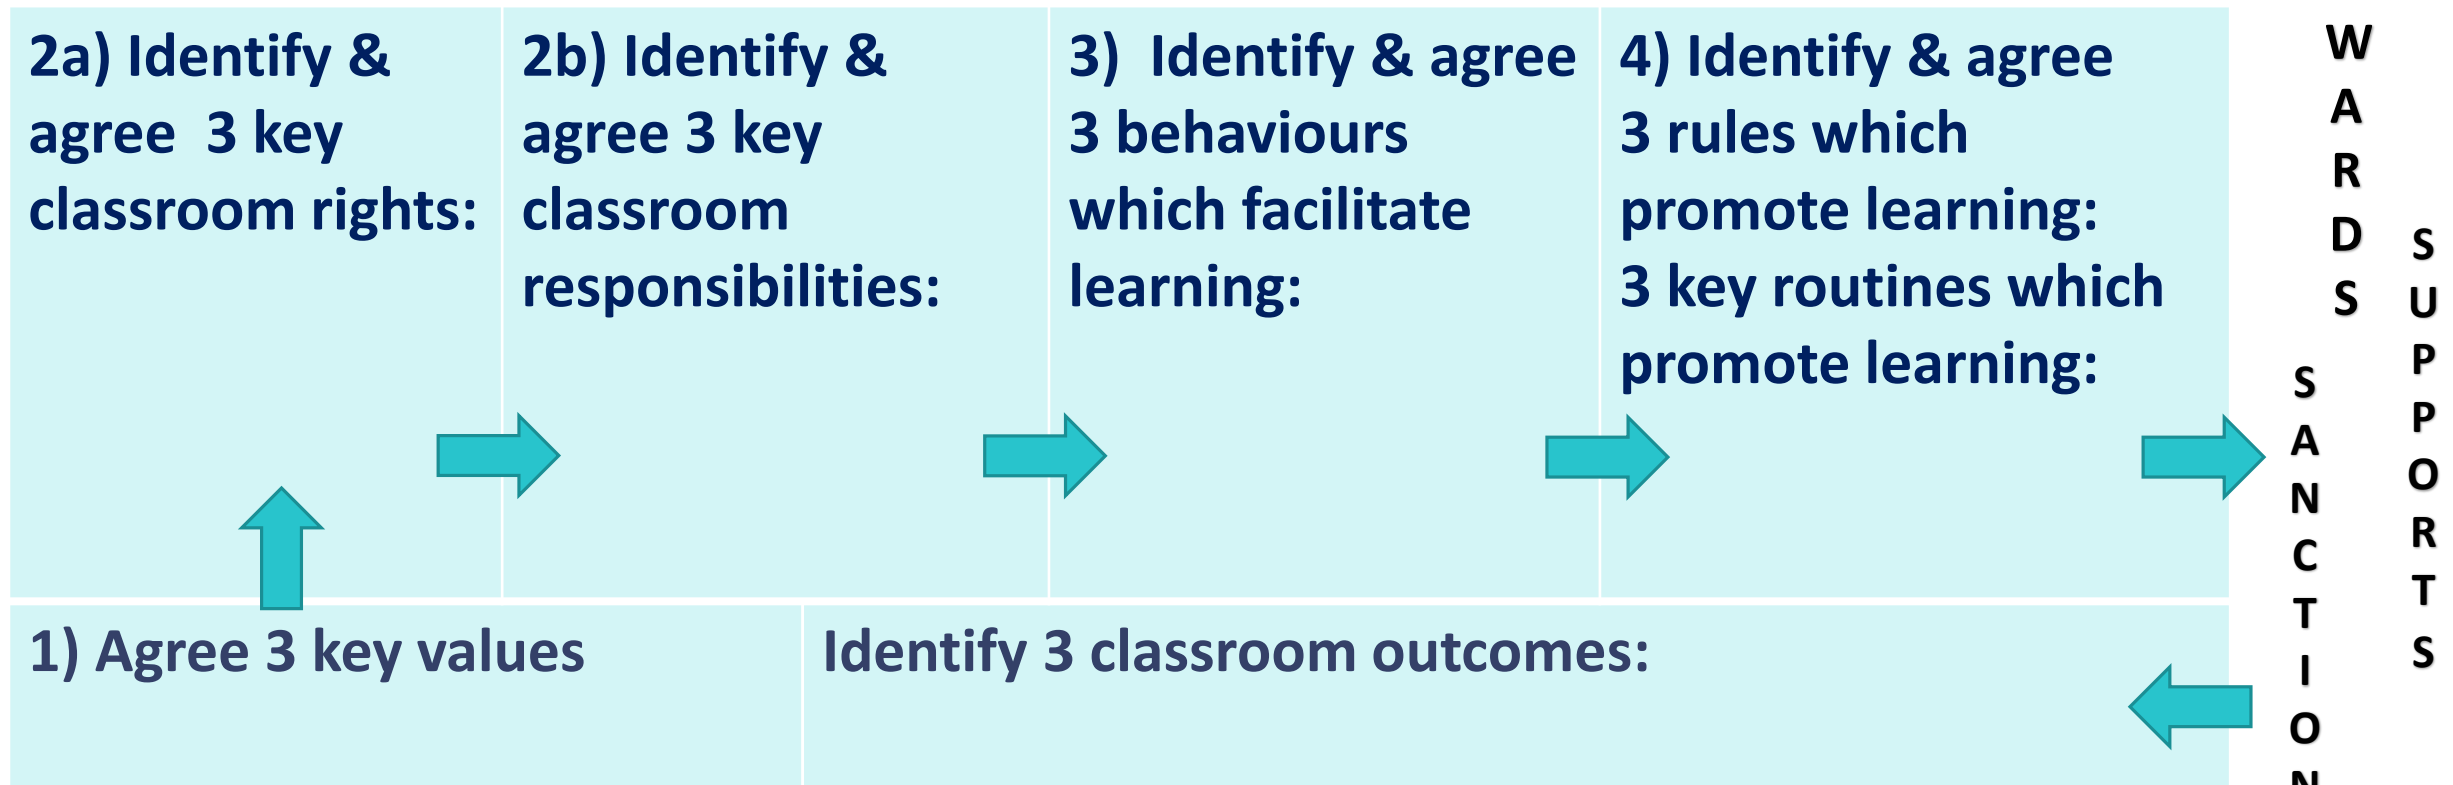 2a) Identify &
agree 3 key
classroom rights:
2b) Identify &
agree 3 key
classroom
responsibilities:
3) Identify & agree
3 behaviours
which facilitate
learning:
4) Identify & agree
3 rules which
promote learning:
3 key routines which
promote learning:
1) Agree 3 key values
Identify 3 classroom outcomes:
WARDS
SANCTION
SUPPORTS